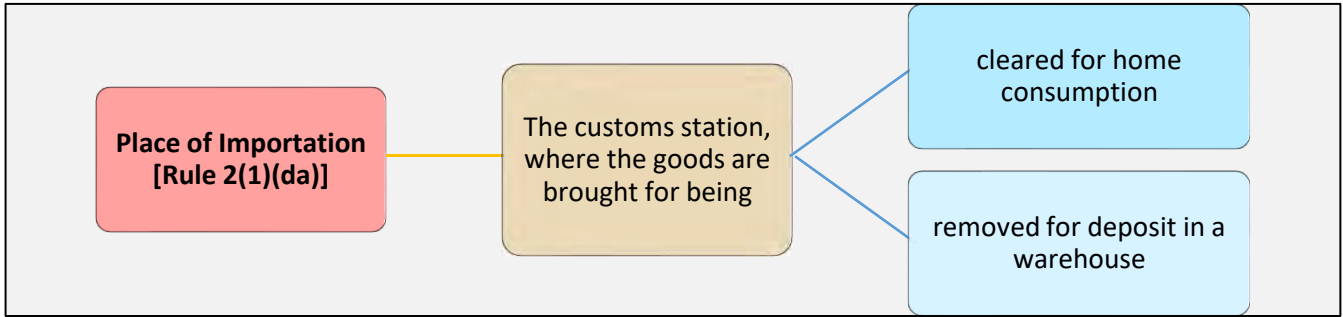 Place of Importation
[Rule 2(1)(da)]
The customs station,
where the goods are
brought for being
cleared for home
consumption
removed for deposit in a
warehouse